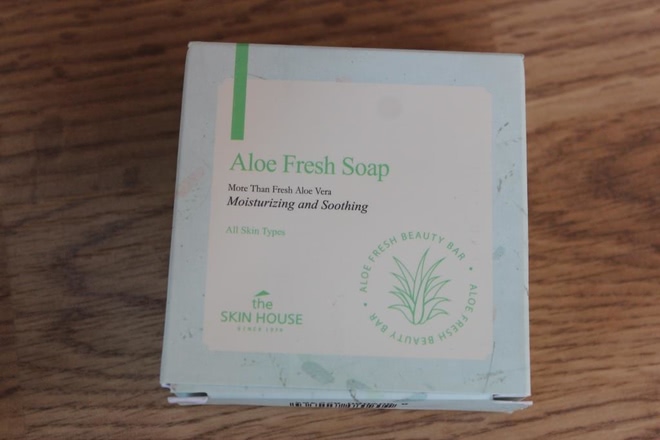 Aloe Fresh Soap
More Than Fresh Aloe Vera
Moisturizing and Soothing
All Skin Types
ALOE FRESH BEAUTY BAR • ALOE FRESH BEAUTY BAR •
the
SKIN HOUSE